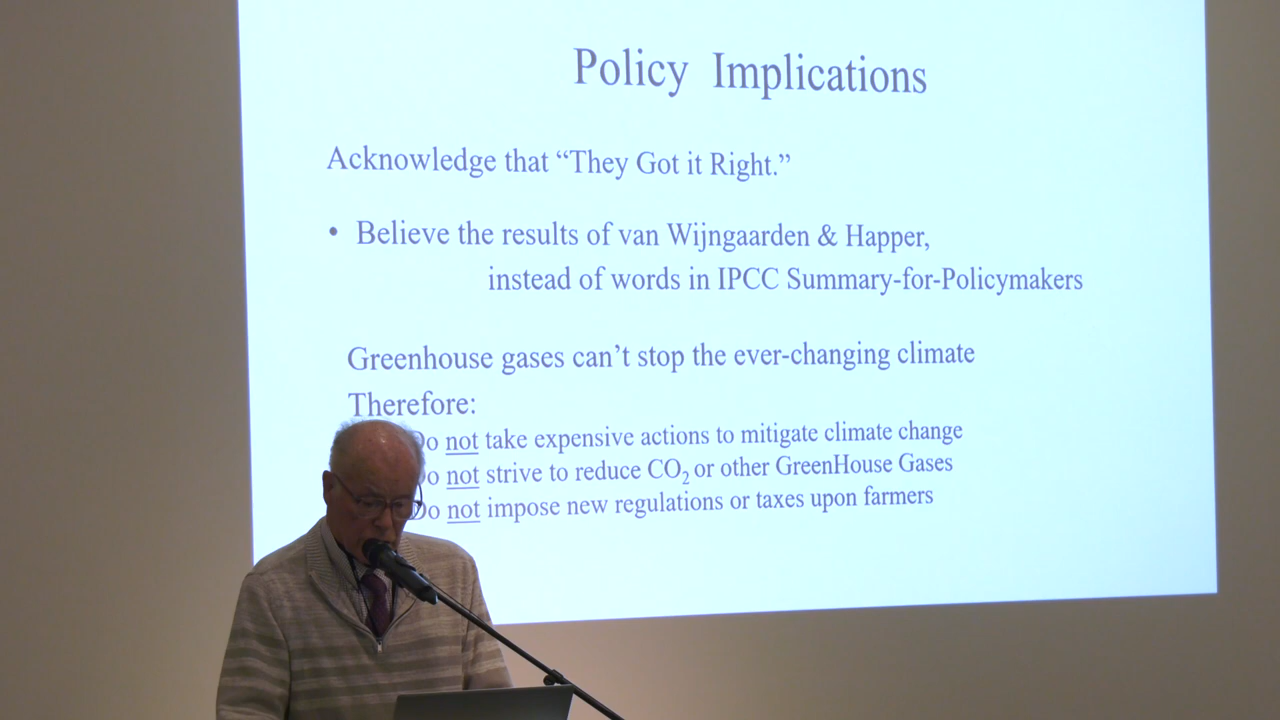 Policy Implications
Acknowledge that “They Got it Right.”
• Believe the results of van Wijngaarden & Happer,
instead of words in IPCC Summary-for-Policymakers
Greenhouse gases can’t stop the ever-changing climate
Therefore:
Do not take expensive actions to mitigate climate change
Do not strive to reduce CO₂ or other GreenHouse Gases
Do not impose new regulations or taxes upon farmers